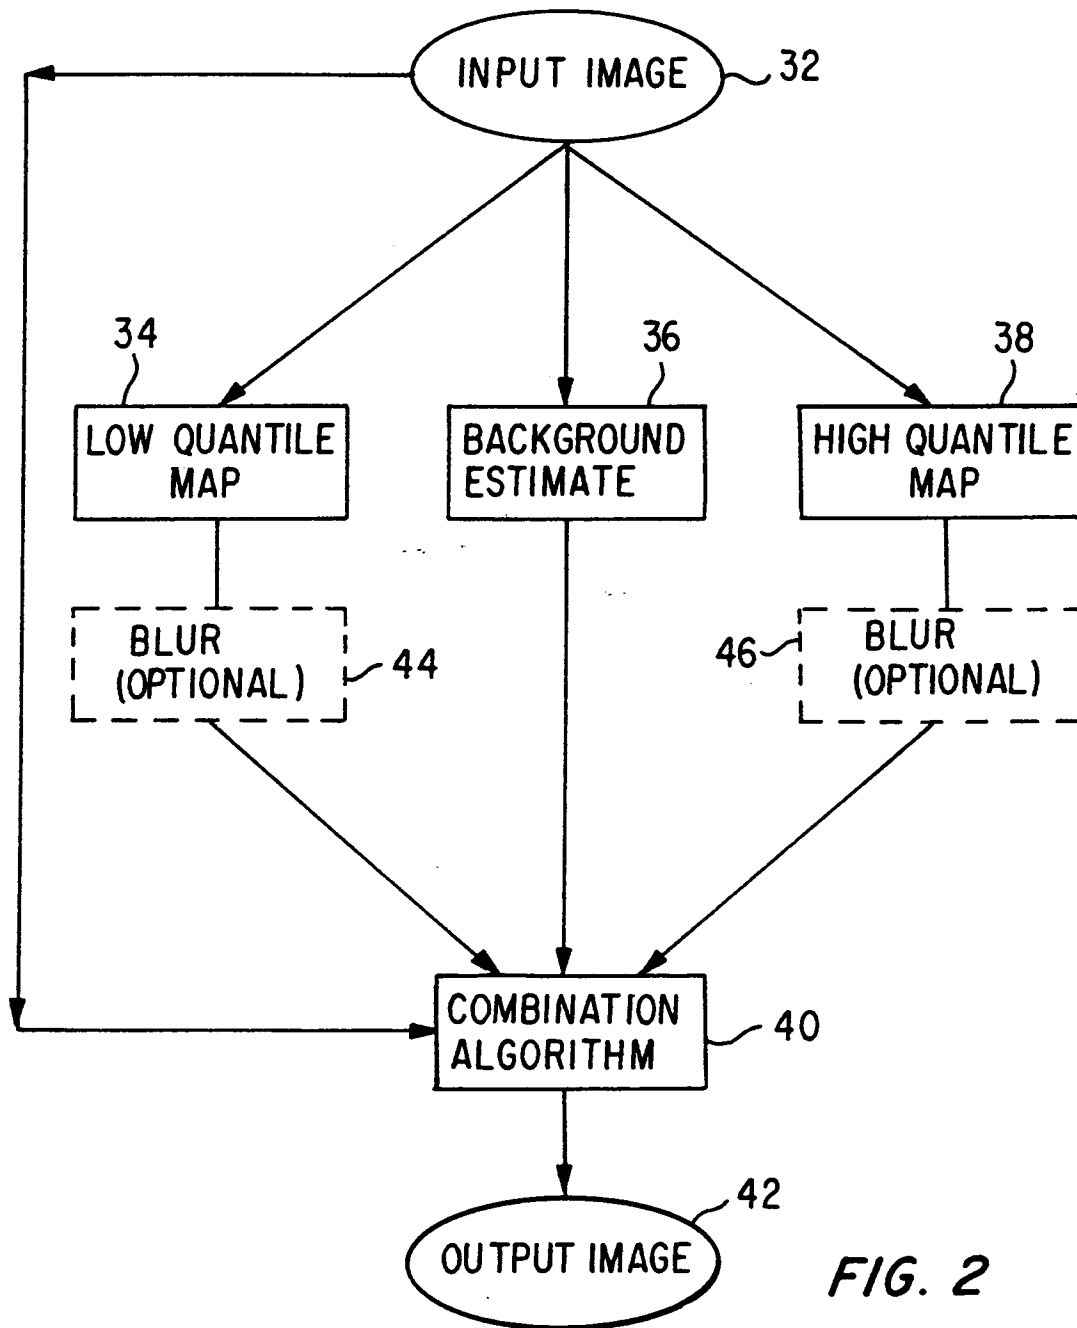 INPUT IMAGE
32
34
36
38
LOW QUANTILE
MAP
BACKGROUND
ESTIMATE
HIGH QUANTILE
MAP
BLUR
(OPTIONAL)
44
46
BLUR
(OPTIONAL)
COMBINATION
ALGORITHM
40
42
OUTPUT IMAGE
FIG. 2